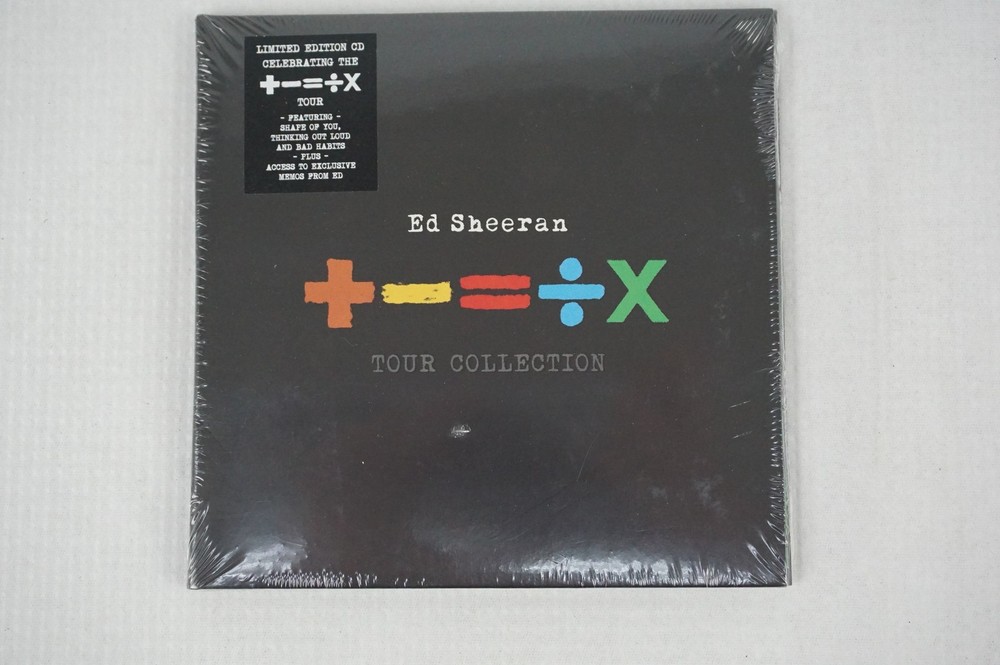 LIMITED EDITION CD
CELEBRATING THE
+-=÷X
TOUR
- FEATURING -
SHAPE OF YOU,
THINKING OUT LOUD
AND BAD HABITS
- PLUS -
ACCESS TO EXCLUSIVE
MEMOS FROM ED
Ed Sheeran
+-=÷X
TOUR COLLECTION